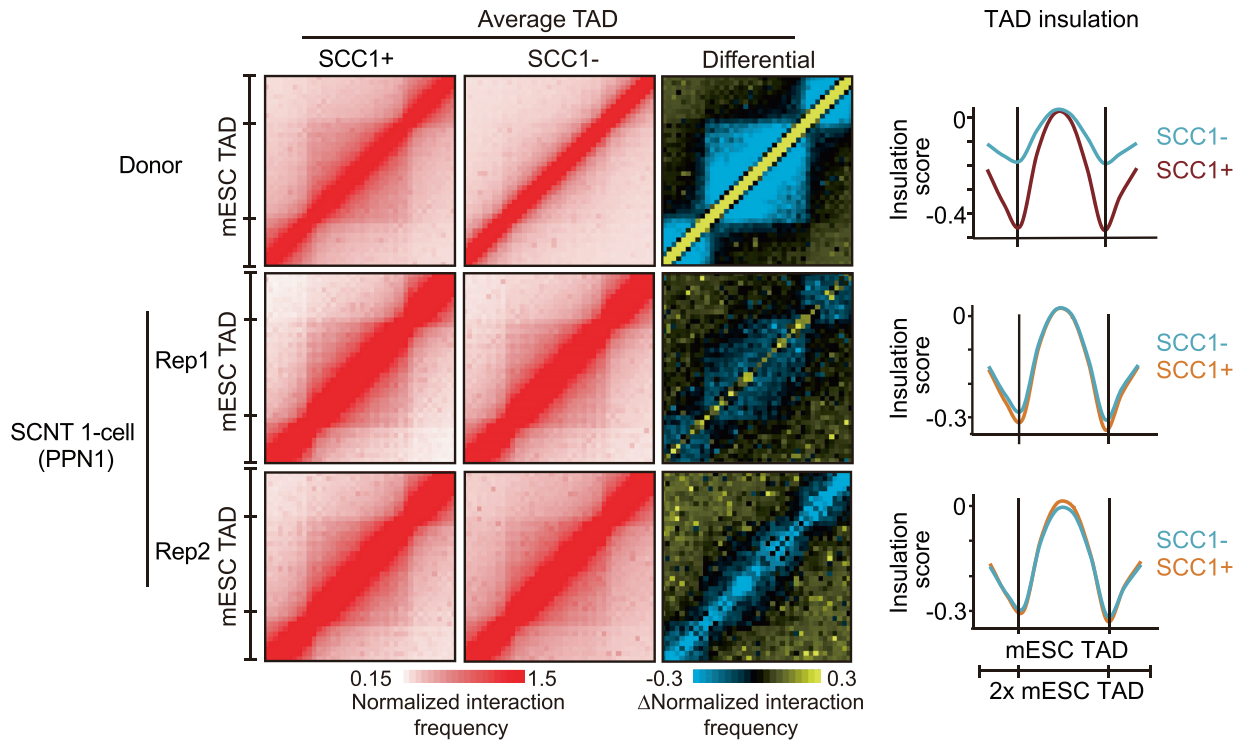 Average TAD
TAD insulation
SCC1+
SCC1-
Differential
Donor
mESC TAD
Insulation
score
0
-0.4
SCC1-
SCC1+
SCNT 1-cell
(PPN1)
Rep1
mESC TAD
Insulation
score
0
-0.3
SCC1-
SCC1+
Rep2
mESC TAD
Insulation
score
0
-0.3
SCC1-
SCC1+
mESC TAD
2x mESC TAD
0.15
1.5
Normalized interaction
frequency
-0.3
0.3
ΔNormalized interaction
frequency